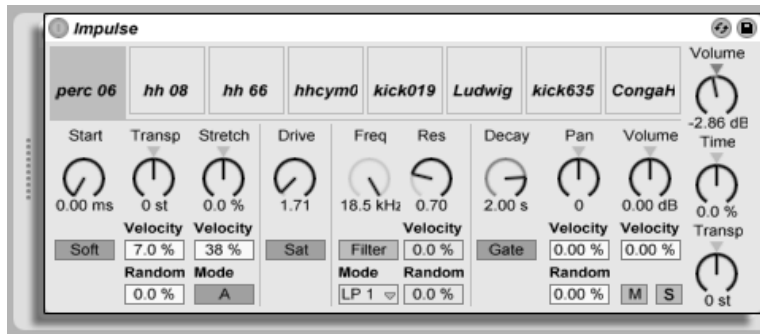 Impulse
Volume
perc 06 hh 08 hh 66 hhcym0 kick019 Ludwig kick635 CongaH
-2.86 dB
Start Transp Stretch Drive Freq Res Decay Pan Volume Time
0.00 ms 0 st 0.0 % 1.71 18.5 kHz 0.70 2.00 s 0 0.00 dB 0.0 %
Velocity Velocity Velocity Velocity Velocity Transp
Soft 7.0 % 38 % Sat Filter 0.0 % Gate 0.00 % 0.00 %
Random Mode Mode Random Random
0.0 % A LP 1 0.0 % 0.00 % M S 0 st